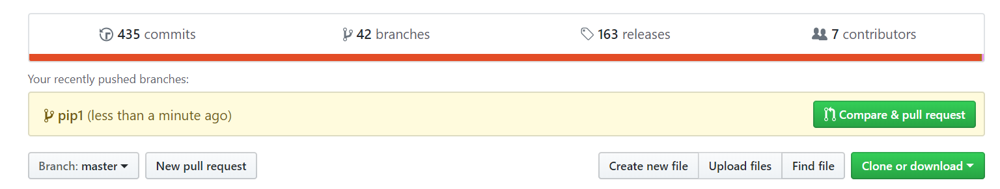 435 commits 42 branches 163 releases 7 contributors
Your recently pushed branches:
pip1 (less than a minute ago) Compare & pull request
Branch: master New pull request Create new file Upload files Find file Clone or download